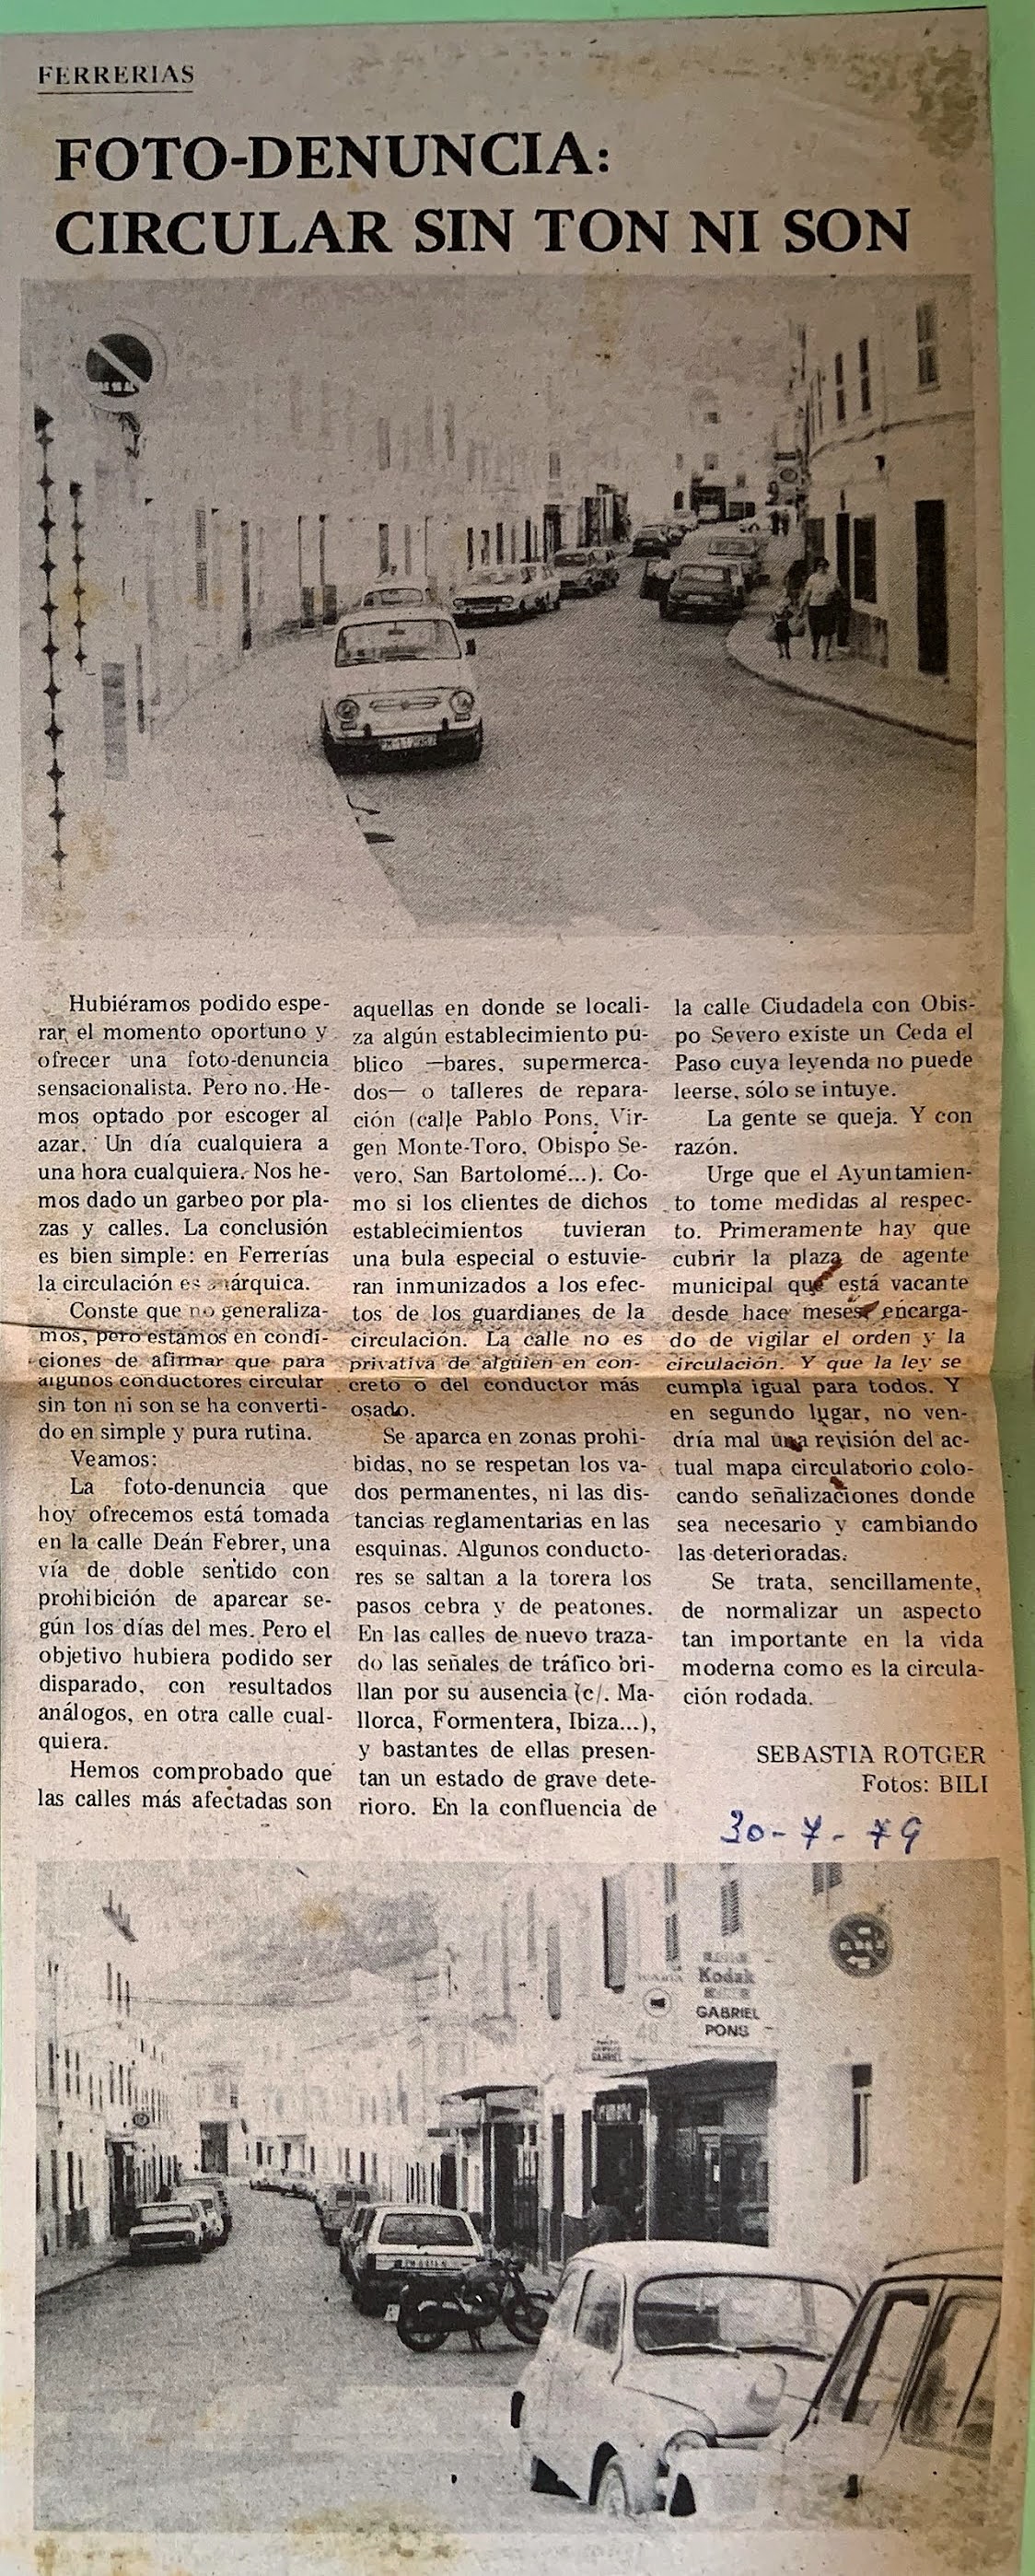 FERRERIAS
FOTO-DENUNCIA:
CIRCULAR SIN TON NI SON
Hubiéramos podido espe-
rar el momento oportuno y
ofrecer una foto-denuncia
sensacionalista. Pero no. He-
mos optado por escoger al
azar. Un día cualquiera a
una hora cualquiera. Nos he-
mos dado un garbeo por pla-
zas y calles. La conclusión
es bien simple: en Ferrerías
la circulación es anárquica.
Conste que no generaliza-
mos, pero estamos en condi-
ciones de afirmar que para
algunos conductores circular
sin ton ni son se ha converti-
do en simple y pura rutina.
Veamos:
La foto-denuncia que
hoy ofrecemos está tomada
en la calle Deán Febrer, una
vía de doble sentido con
prohibición de aparcar se-
gún los días del mes. Pero el
objetivo hubiera podido ser
disparado, con resultados
análogos, en otra calle cual-
quiera.
Hemos comprobado que
las calles más afectadas son
aquellas en donde se locali-
za algún establecimiento pú-
blico —bares, supermerca-
dos— o talleres de repara-
ción (calle Pablo Pons, Vir-
gen Monte-Toro, Obispo Se-
vero, San Bartolomé...). Co-
mo si los clientes de dichos
establecimientos tuvieran
una bula especial o estuvie-
ran inmunizados a los efec-
tos de los guardianes de la
circulación. La calle no es
privativa de alguien en con-
creto o del conductor más
osado.
Se aparca en zonas prohi-
bidas, no se respetan los va-
dos permanentes, ni las dis-
tancias reglamentarias en las
esquinas. Algunos conducto-
res se saltan a la torera los
pasos cebra y de peatones.
En las calles de nuevo traza-
do las señales de tráfico bri-
llan por su ausencia (c/. Ma-
llorca, Formentera, Ibiza...),
y bastantes de ellas presen-
tan un estado de grave dete-
rioro. En la confluencia de
la calle Ciudadela con Obis-
po Severo existe un Ceda el
Paso cuya leyenda no puede
leerse, sólo se intuye.
La gente se queja. Y con
razón.
Urge que el Ayuntamien-
to tome medidas al respec-
to. Primeramente hay que
cubrir la plaza de agente
municipal que está vacante
desde hace meses encarga-
do de vigilar el orden y la
circulación. Y que la ley se
cumpla igual para todos. Y
en segundo lugar, no ven-
dría mal una revisión del ac-
tual mapa circulatorio colo-
cando señalizaciones donde
sea necesario y cambiando
las deterioradas.
Se trata, sencillamente,
de normalizar un aspecto
tan importante en la vida
moderna como es la circula-
ción rodada.
SEBASTIA ROTGER
Fotos: BILI
30-7-79
Kodak
GABRIEL
PONS
48
GABRIEL